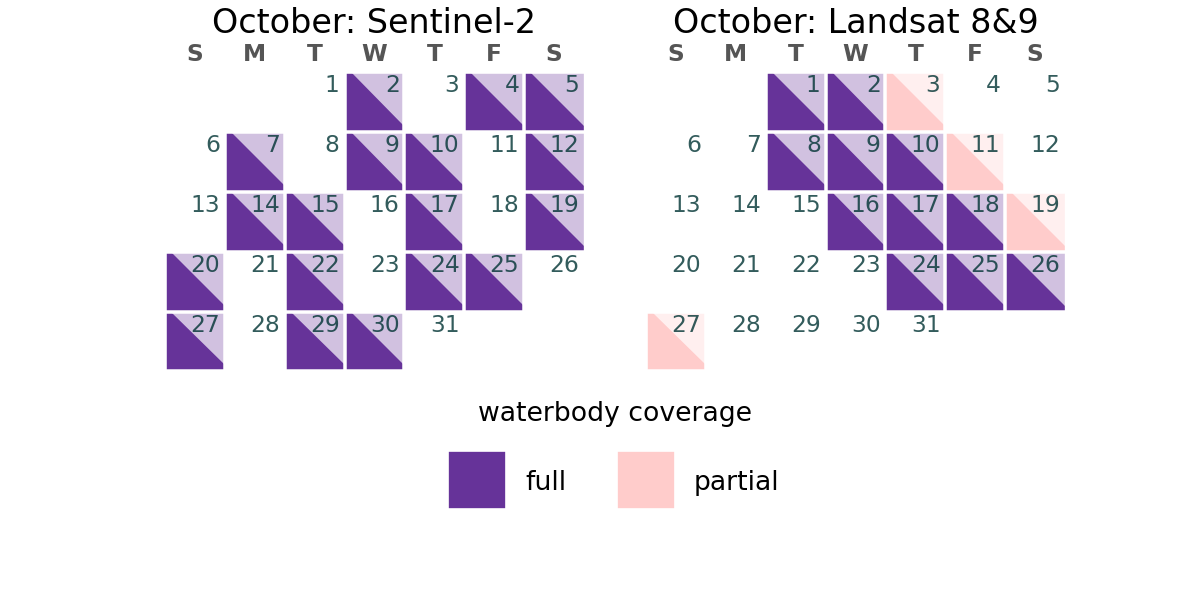 October: Sentinel-2
S M T W T F S
1 2 3 4 5
6 7 8 9 10 11 12
13 14 15 16 17 18 19
20 21 22 23 24 25 26
27 28 29 30 31
October: Landsat 8&9
S M T W T F S
1 2 3 4 5
6 7 8 9 10 11 12
13 14 15 16 17 18 19
20 21 22 23 24 25 26
27 28 29 30 31
waterbody coverage
full partial